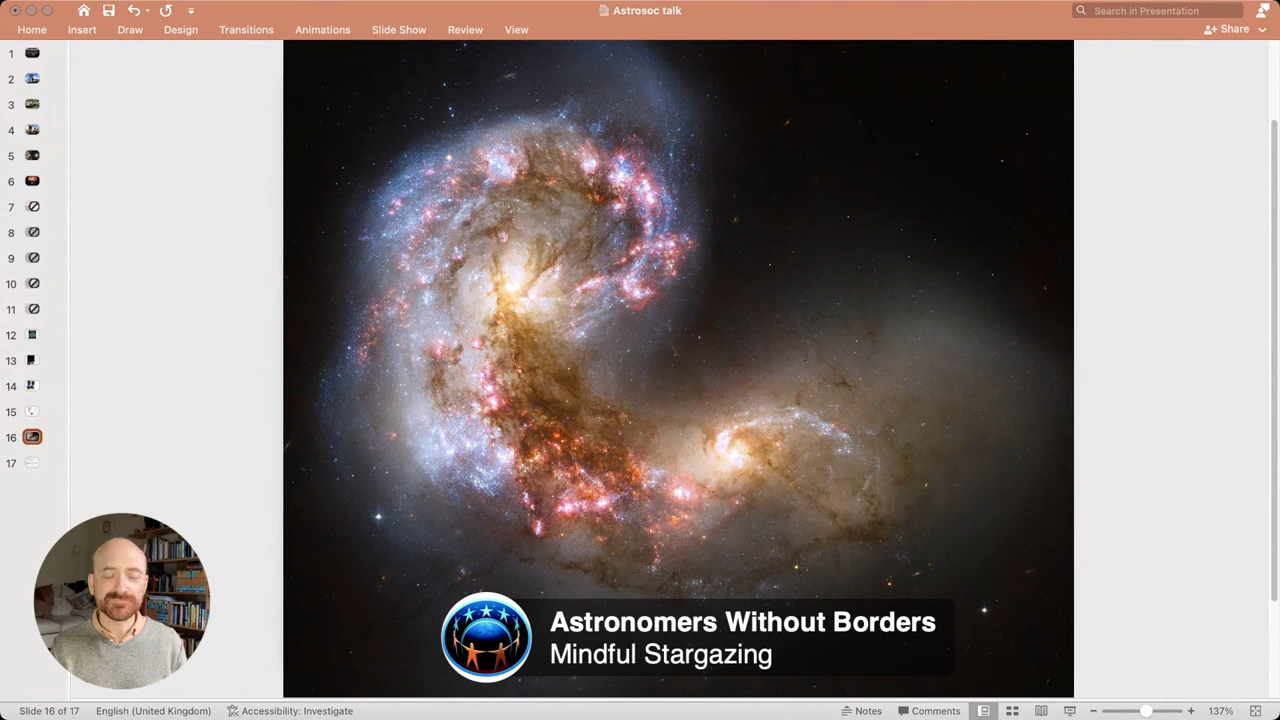 Astrosoc talk
Search in Presentation
Home Insert Draw Design Transitions Animations Slide Show Review View
Share
1
2
3
4
5
6
7
8
9
10
11
12
13
14
15
16
17
Astronomers Without Borders
Mindful Stargazing
Slide 16 of 17 English (United Kingdom) Accessibility: Investigate Notes Comments 137%